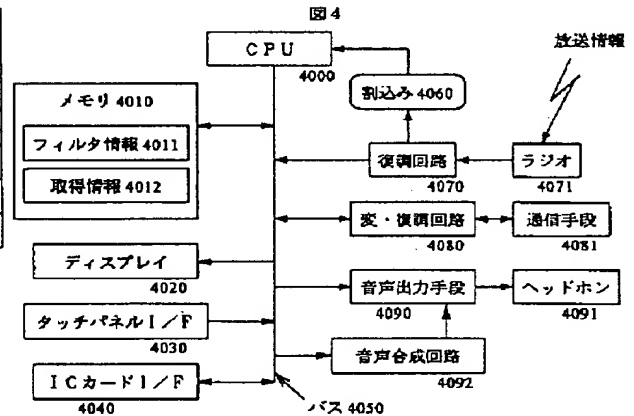 図4
CPU
4000
放送情報
メモリ 4010
フィルタ情報 4011
取得情報 4012
割込み 4060
復調回路
4070
ラジオ
4071
変・復調回路
4080
通信手段
4081
ディスプレイ
4020
音声出力手段
4090
ヘッドホン
4091
タッチパネルI/F
4030
音声合成回路
4092
ICカードI/F
4040
バス 4050